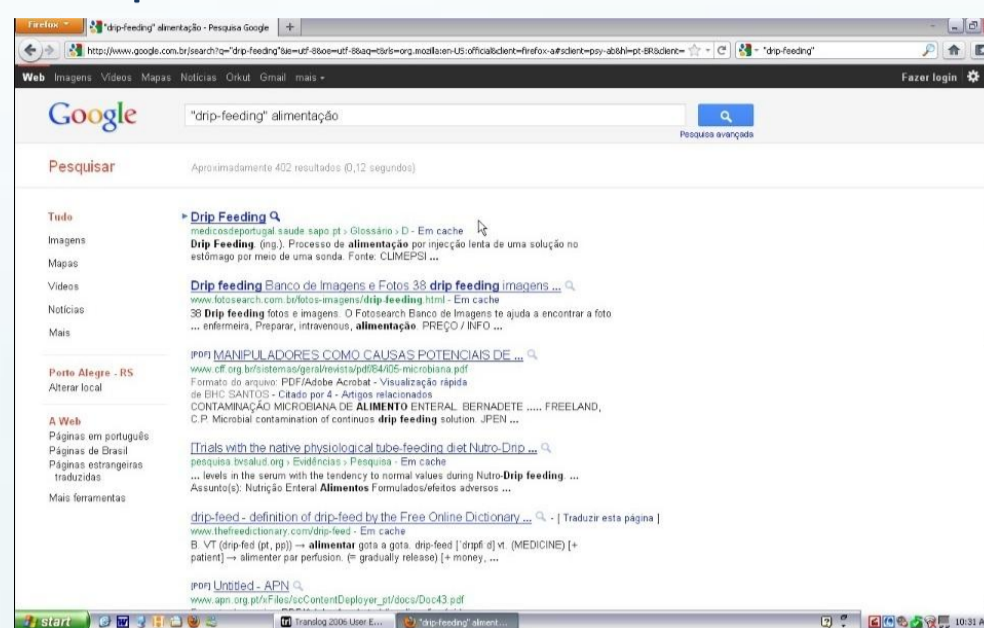 Firefox
"drip-feeding" alimentação - Pesquisa Google
http://www.google.com.br/search?q="drip-feeding"&ie=utf-8&oe=utf-8&aq=t&rls=org.mozilla:en-US:official&client=firefox-a#sclient=psy-ab&hl=pt-BR&client=
"drip-feeding"
Web Imagens Vídeos Mapas Notícias Orkut Gmail mais
Fazer login
Google
"drip-feeding" alimentação
Pesquisa avançada
Pesquisar
Aproximadamente 402 resultados (0,12 segundos)
Tudo
Imagens
Mapas
Vídeos
Notícias
Mais
Porto Alegre - RS
Alterar local
A Web
Páginas em português
Páginas de Brasil
Páginas estrangeiras
traduzidas
Mais ferramentas
Drip Feeding
medicosdeportugal.saude.sapo.pt › Glossário › D - Em cache
Drip Feeding. (ing.). Processo de alimentação por injecção lenta de uma solução no
estômago por meio de uma sonda. Fonte: CLIMEPSI ...
Drip feeding Banco de Imagens e Fotos 38 drip feeding imagens ...
www.fotosearch.com.br/fotos-imagens/drip-feeding.html - Em cache
38 Drip feeding fotos e imagens. O Fotosearch Banco de Imagens te ajuda a encontrar a foto
... enfermeira, Preparar, intravenous, alimentação. PREÇO / INFO ...
[PDF] MANIPULADORES COMO CAUSAS POTENCIAIS DE ...
www.cff.org.br/sistemas/geral/revista/pdf/84/i05-microbiana.pdf
Formato do arquivo: PDF/Adobe Acrobat - Visualização rápida
de BHC SANTOS - Citado por 4 - Artigos relacionados
CONTAMINAÇÃO MICROBIANA DE ALIMENTO ENTERAL. BERNADETE ..... FREELAND,
C.P. Microbial contamination of continuos drip feeding solution. JPEN ...
[Trials with the native physiological tube-feeding diet Nutro-Drip ...
pesquisa.bvsalud.org › Evidências › Pesquisa - Em cache
... levels in the serum with the tendency to normal values during Nutro-Drip feeding. ...
Assunto(s): Nutrição Enteral Alimentos Formulados/efeitos adversos ...
drip-feed - definition of drip-feed by the Free Online Dictionary ... - [ Traduzir esta página ]
www.thefreedictionary.com/drip-feed - Em cache
B. VT (drip-fed (pt, pp)) → alimentar gota a gota. drip-feed [ˈdrɪpfiːd] vt. (MEDICINE) [+
patient] → alimenter par perfusion. (= gradually release) [+ money, ...
[PDF] Untitled - APN
www.apn.org.pt/xFiles/scContentDeployer_pt/docs/Doc43.pdf
start
Translog 2006 User E...
"drip-feeding" aliment...
10:31 A